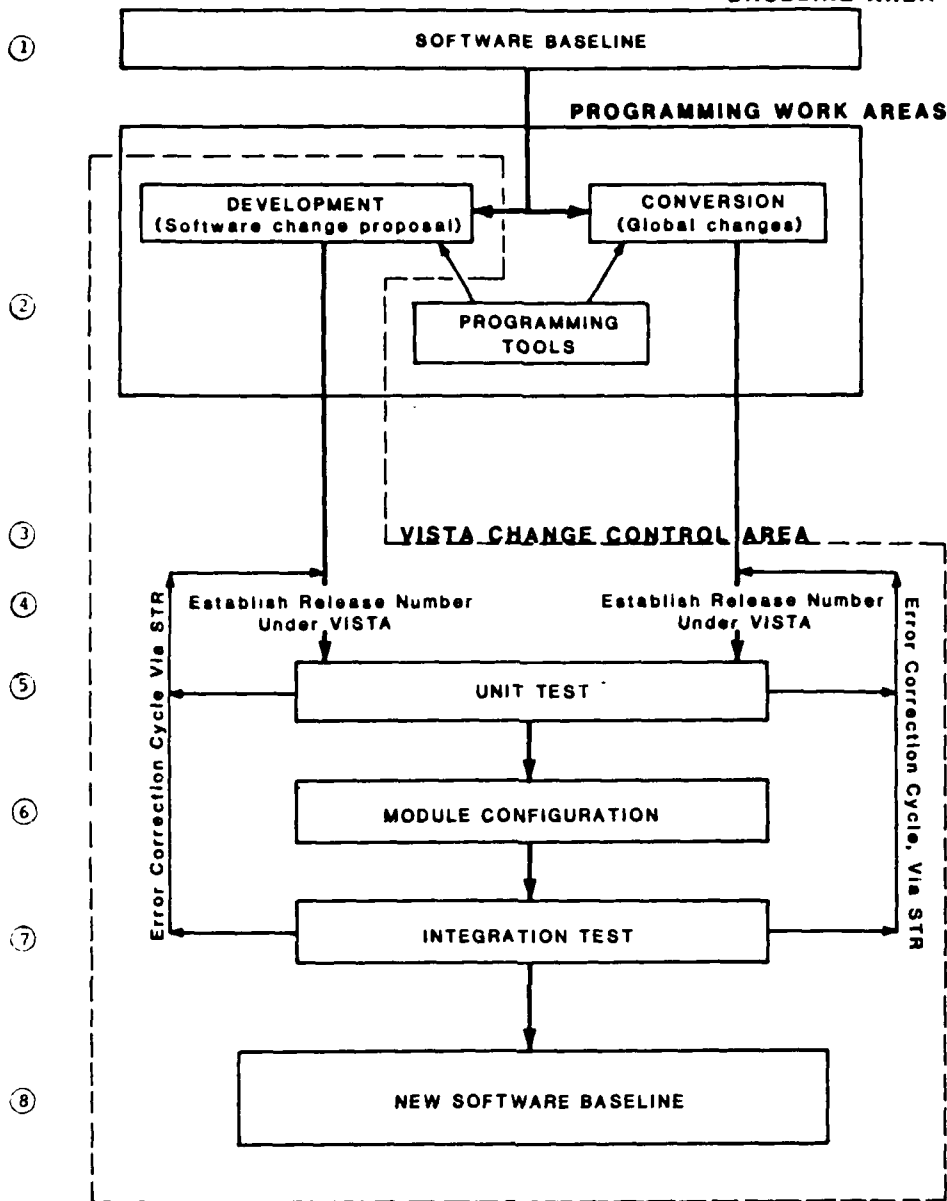 ①
SOFTWARE BASELINE
PROGRAMMING WORK AREAS
DEVELOPMENT
(Software change proposal)
CONVERSION
(Global changes)
②
PROGRAMMING
TOOLS
③
VISTA CHANGE CONTROL AREA
④
Establish Release Number
Under VISTA
Establish Release Number
Under VISTA
Error Correction Cycle Via STR
Error Correction Cycle, Via STR
⑤
UNIT TEST
⑥
MODULE CONFIGURATION
⑦
INTEGRATION TEST
⑧
NEW SOFTWARE BASELINE